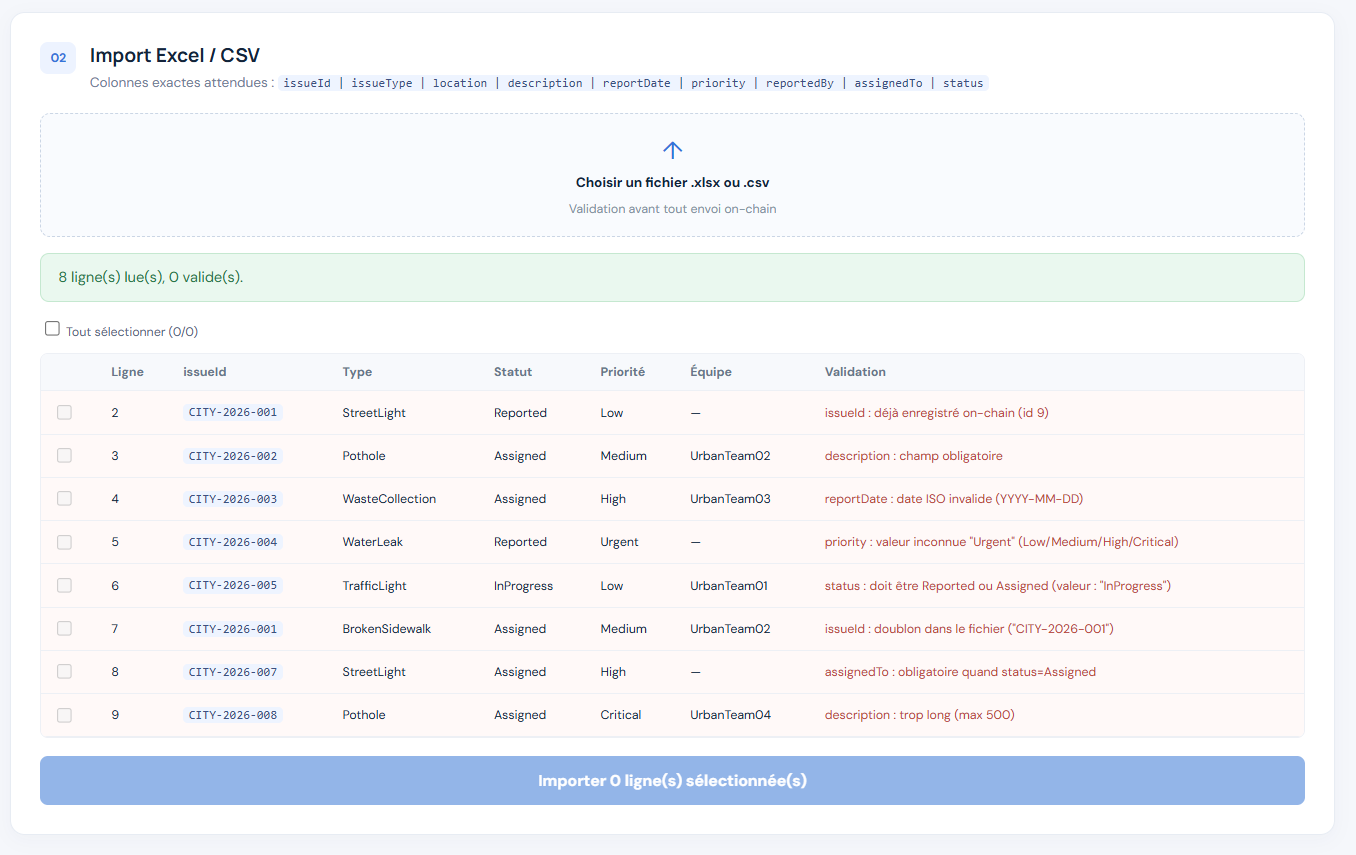 02
Import Excel / CSV
Colonnes exactes attendues : issueId | issueType | location | description | reportDate | priority | reportedBy | assignedTo | status
Choisir un fichier .xlsx ou .csv
Validation avant tout envoi on-chain
8 ligne(s) lue(s), 0 valide(s).
Tout sélectionner (0/0)
Ligne issueId Type Statut Priorité Équipe Validation
2 CITY-2026-001 StreetLight Reported Low — issueId : déjà enregistré on-chain (id 9)
3 CITY-2026-002 Pothole Assigned Medium UrbanTeam02 description : champ obligatoire
4 CITY-2026-003 WasteCollection Assigned High UrbanTeam03 reportDate : date ISO invalide (YYYY-MM-DD)
5 CITY-2026-004 WaterLeak Reported Urgent — priority : valeur inconnue "Urgent" (Low/Medium/High/Critical)
6 CITY-2026-005 TrafficLight InProgress Low UrbanTeam01 status : doit être Reported ou Assigned (valeur : "InProgress")
7 CITY-2026-001 BrokenSidewalk Assigned Medium UrbanTeam02 issueId : doublon dans le fichier ("CITY-2026-001")
8 CITY-2026-007 StreetLight Assigned High — assignedTo : obligatoire quand status=Assigned
9 CITY-2026-008 Pothole Assigned Critical UrbanTeam04 description : trop long (max 500)
Importer 0 ligne(s) sélectionnée(s)